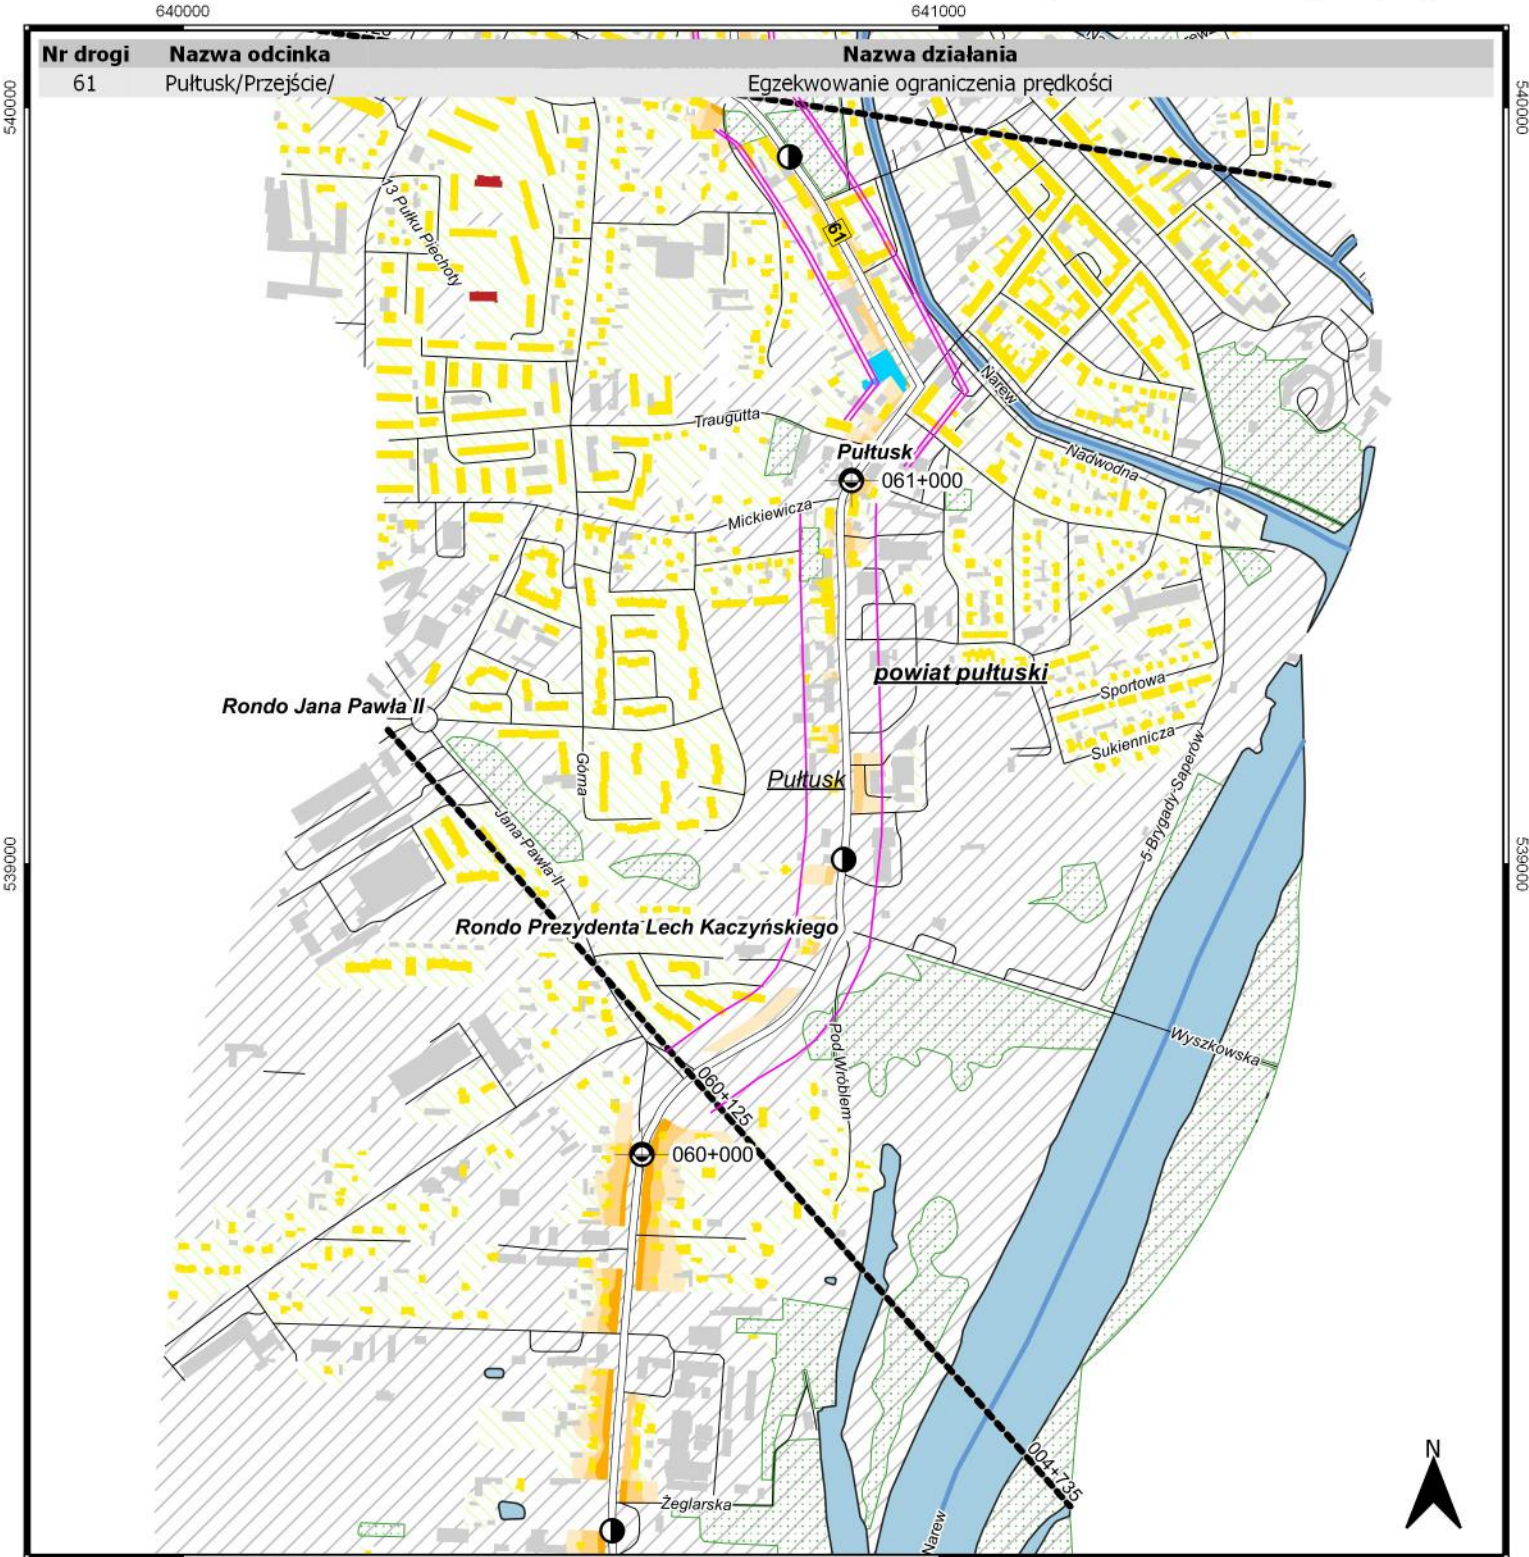 640000 641000
Nr drogi Nazwa odcinka Nazwa działania
61 Pułtusk/Przejście/ Egzekwowanie ograniczenia prędkości
540000
540000
13 Pułku Piechoty
61
Narew
Traugutta
Pułtusk
Nadwodna
061+000
Mickiewicza
powiat pułtuski
Sportowa
Rondo Jana Pawła II
Sukiennicza
Górna
Pułtusk
5 Brygady Saperów
Jana Pawła II
539000
539000
Rondo Prezydenta Lech Kaczyńskiego
Pod Wróblem
Wyszkowska
060+125
060+000
004+735
N
Żeglarska
Narew